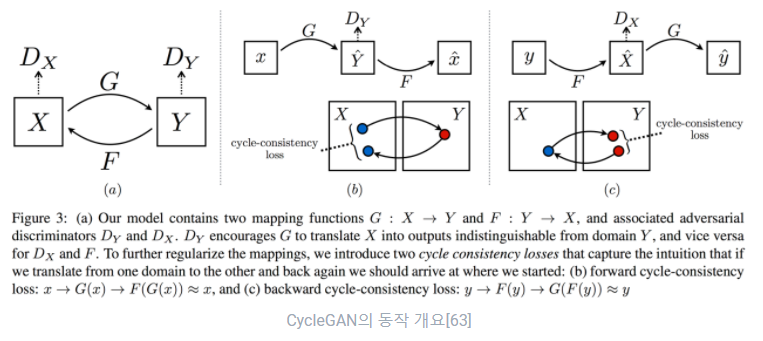 D_X
D_Y
G
X
Y
F
(a)
D_Y
G
x
Ŷ
x̂
F
X
Y
cycle-consistency
loss
(b)
D_X
G
y
X̂
ŷ
F
X
Y
cycle-consistency
loss
(c)
Figure 3: (a) Our model contains two mapping functions G : X → Y and F : Y → X, and associated adversarial
discriminators D_Y and D_X. D_Y encourages G to translate X into outputs indistinguishable from domain Y, and vice versa
for D_X and F. To further regularize the mappings, we introduce two cycle consistency losses that capture the intuition that if
we translate from one domain to the other and back again we should arrive at where we started: (b) forward cycle-consistency
loss: x → G(x) → F(G(x)) ≈ x, and (c) backward cycle-consistency loss: y → F(y) → G(F(y)) ≈ y
CycleGAN의 동작 개요[63]